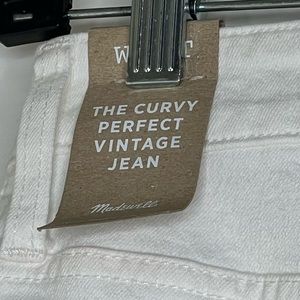 THE CURVY
PERFECT
VINTAGE
JEAN
Madewell